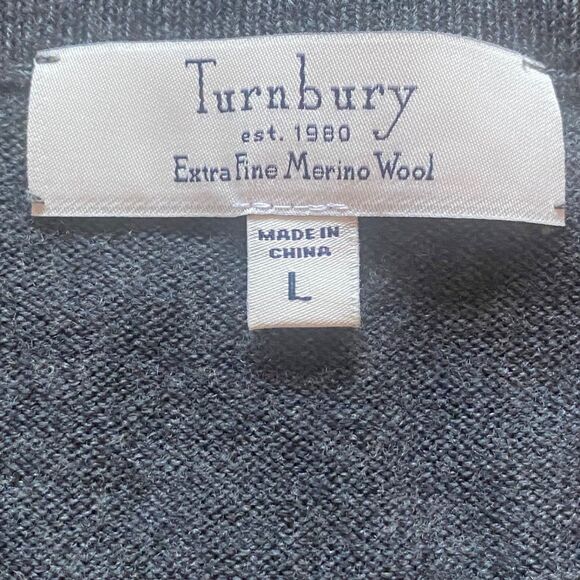 Turnbury
est. 1980
Extra Fine Merino Wool
MADE IN
CHINA
L